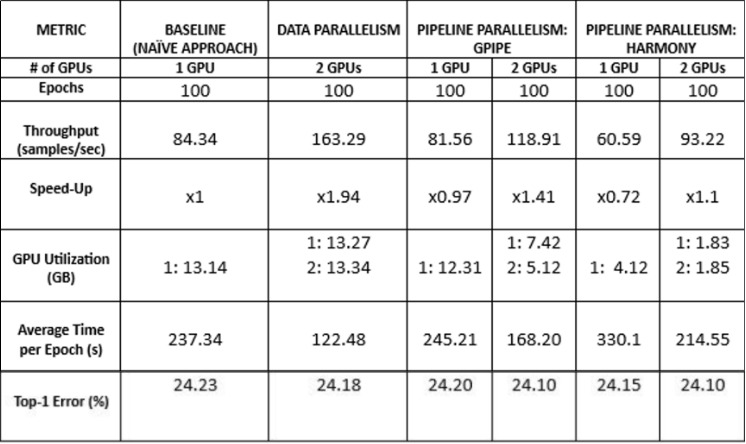 METRIC BASELINE (NAÏVE APPROACH) DATA PARALLELISM PIPELINE PARALLELISM: GPIPE PIPELINE PARALLELISM: HARMONY
# of GPUs 1 GPU 2 GPUs 1 GPU 2 GPUs 1 GPU 2 GPUs
Epochs 100 100 100 100 100 100
Throughput (samples/sec) 84.34 163.29 81.56 118.91 60.59 93.22
Speed-Up x1 x1.94 x0.97 x1.41 x0.72 x1.1
GPU Utilization (GB) 1: 13.14 1: 13.27 2: 13.34 1: 12.31 1: 7.42 2: 5.12 1: 4.12 1: 1.83 2: 1.85
Average Time per Epoch (s) 237.34 122.48 245.21 168.20 330.1 214.55
Top-1 Error (%) 24.23 24.18 24.20 24.10 24.15 24.10